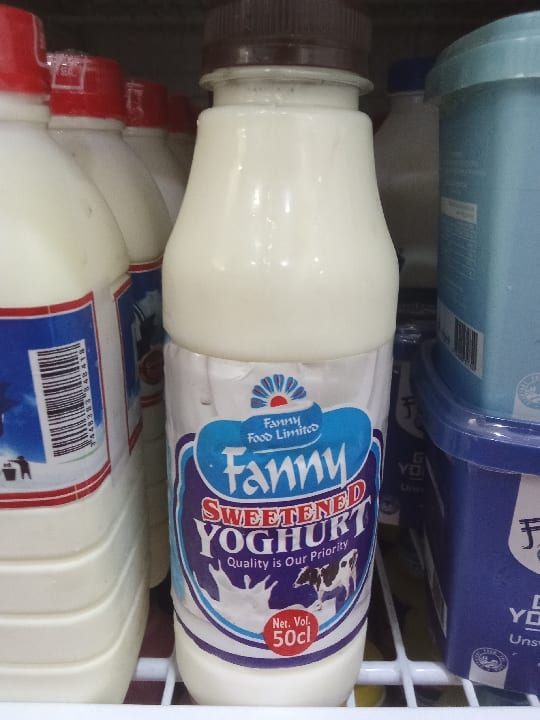 Fanny
Food Limited
Fanny
SWEETENED
YOGHURT
Quality is Our Priority
Net. Vol.
50cl